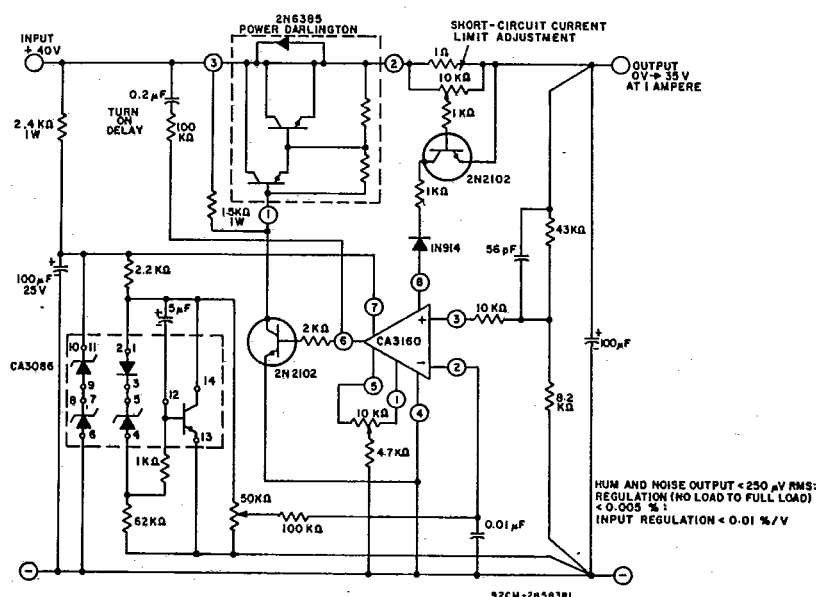 2N6385
POWER DARLINGTON
SHORT-CIRCUIT CURRENT
LIMIT ADJUSTMENT
INPUT
+ 40V
3
2
1Ω
10KΩ
OUTPUT
0V→35V
AT 1 AMPERE
0.2μF
TURN
ON
DELAY
100
KΩ
2.4KΩ
1W
1KΩ
2N2102
1KΩ
1
1.5KΩ
1W
1N914
56pF
43KΩ
100μF
25V
+
-
2.2KΩ
5μF
+
-
8
7
+
3
10KΩ
CA3160
6
2KΩ
2N2102
-
2
5
1
4
+
-
100μF
CA3086
10
11
2
1
9
3
8
7
5
6
4
12
14
13
10KΩ
4.7KΩ
8.2
KΩ
1KΩ
50KΩ
62KΩ
100KΩ
0.01μF
HUM AND NOISE OUTPUT <250 μV RMS;
REGULATION (NO LOAD TO FULL LOAD)
< 0.005 % ;
INPUT REGULATION < 0.01 %/V
-
-